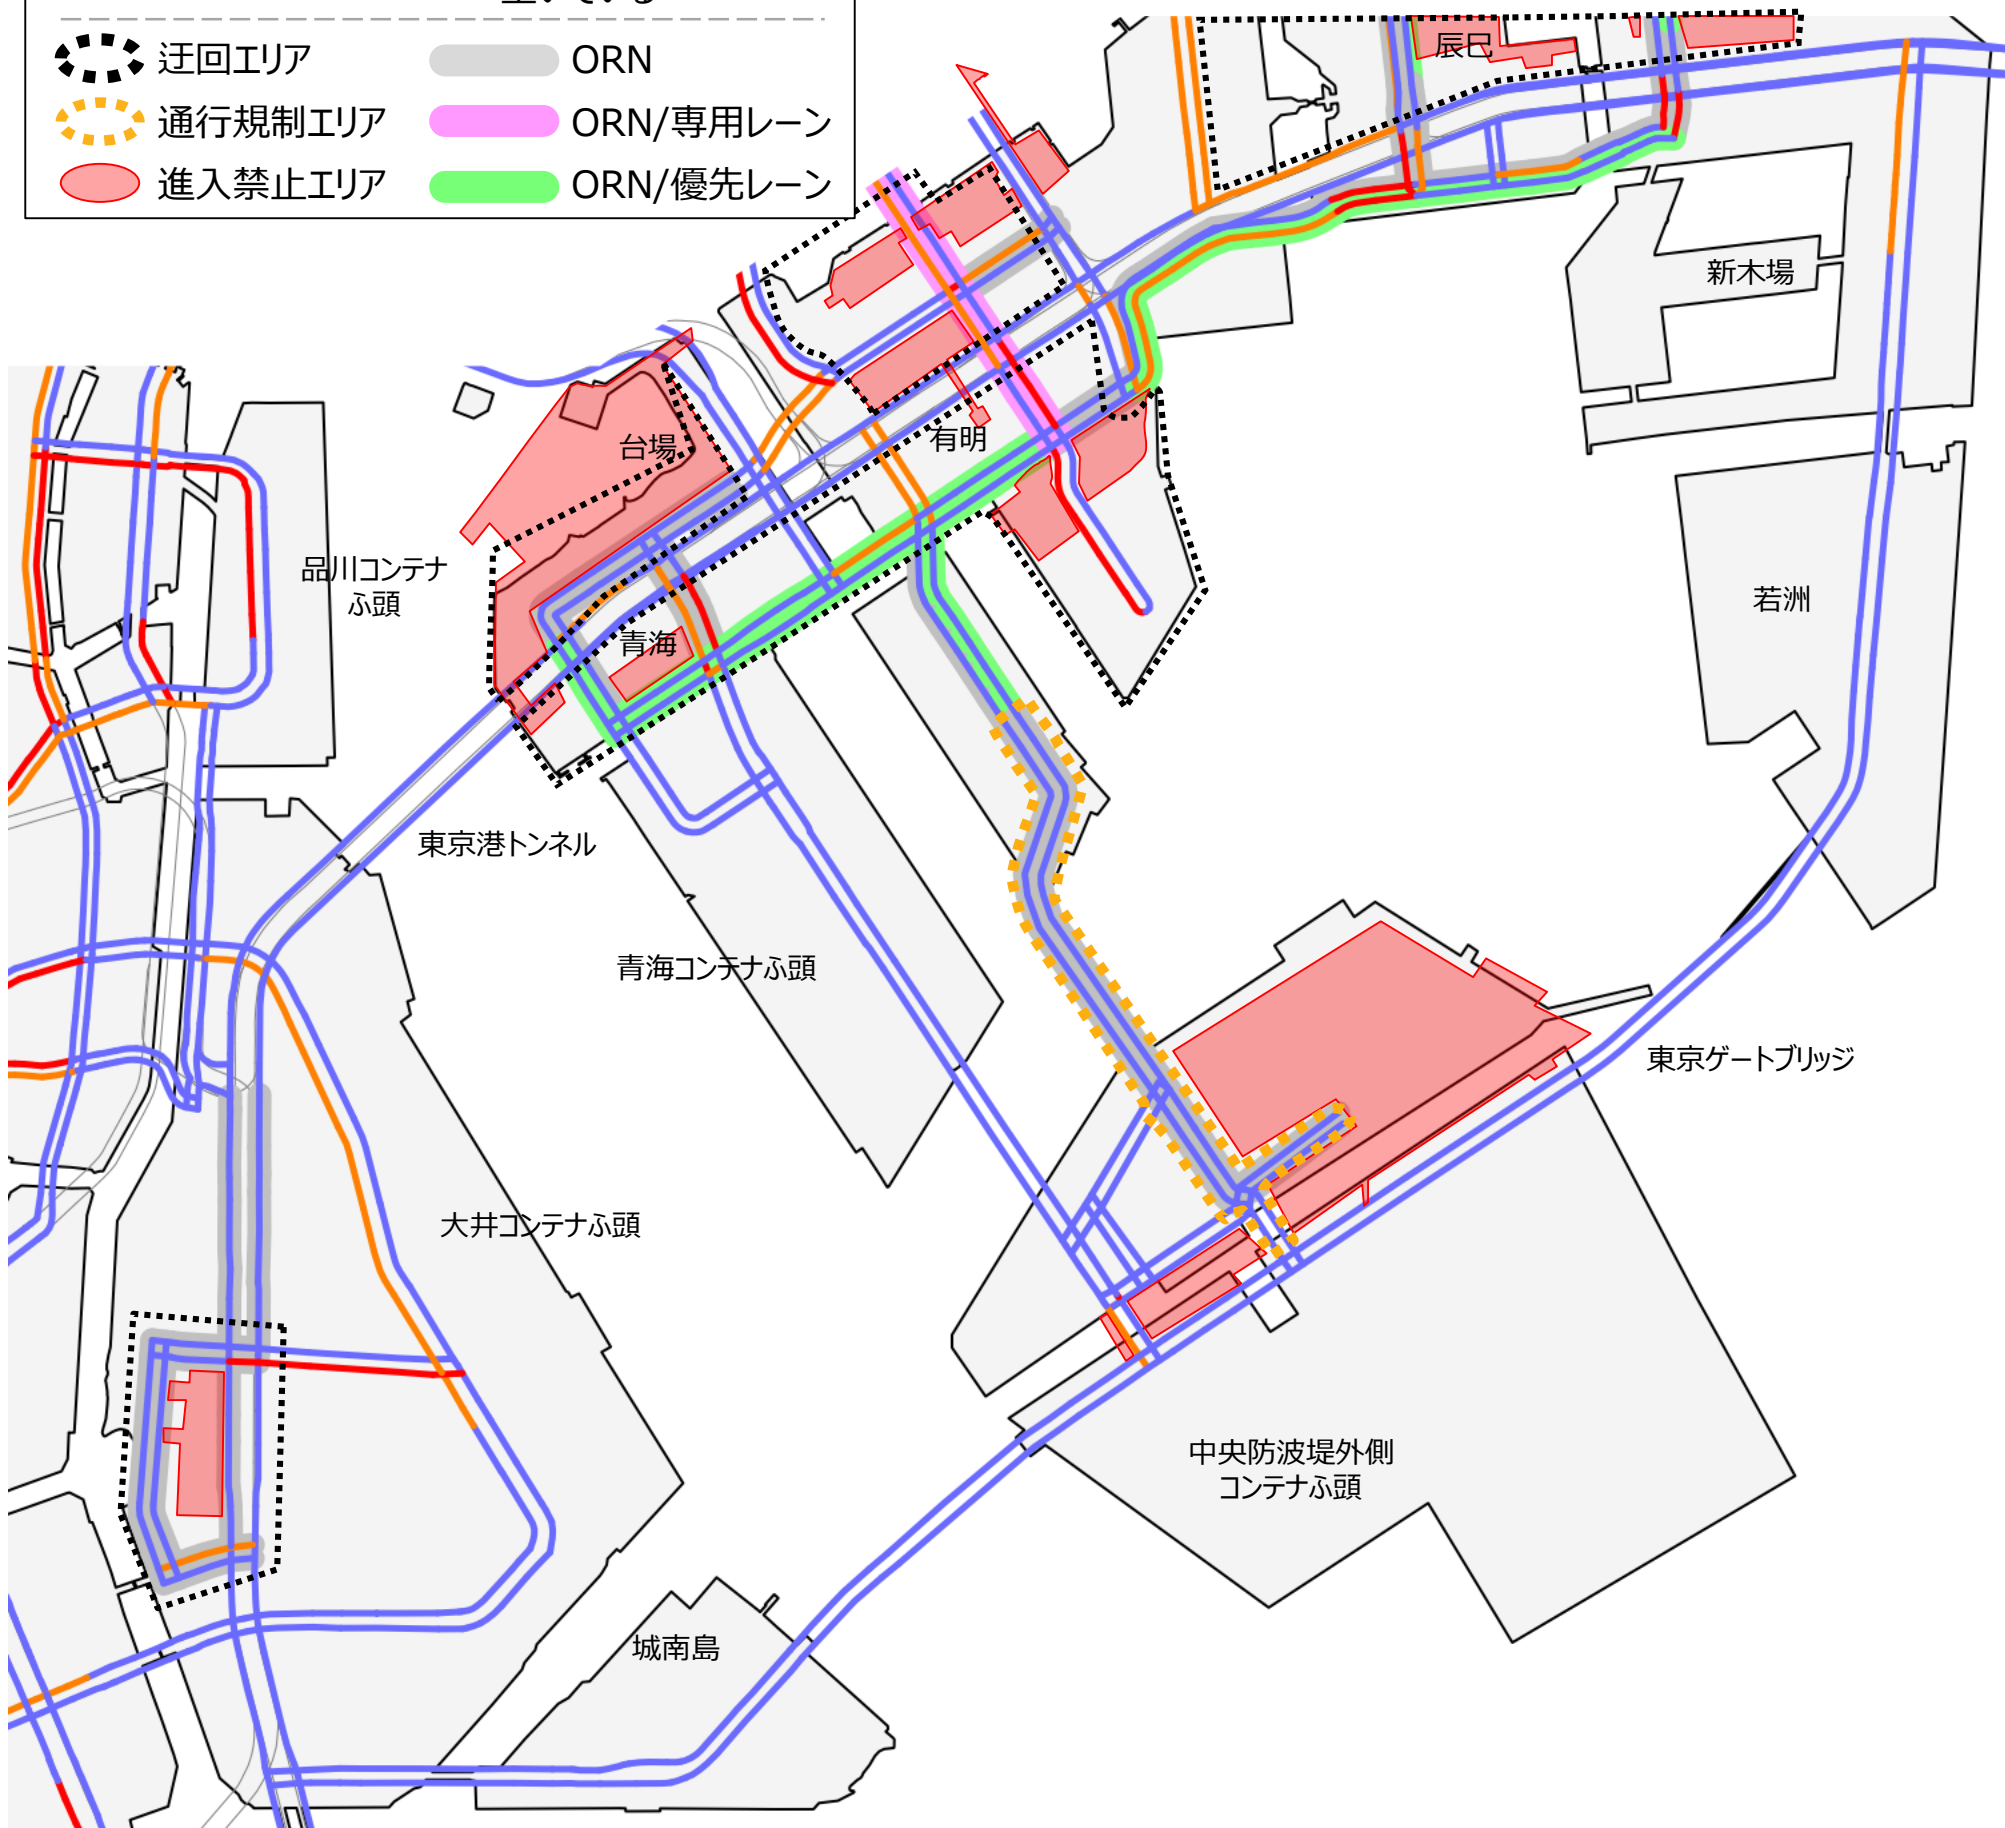 空いている
迂回エリア
ORN
通行規制エリア
ORN/専用レーン
進入禁止エリア
ORN/優先レーン
辰巳
新木場
有明
台場
品川コンテナ
ふ頭
若洲
青海
東京港トンネル
青海コンテナふ頭
東京ゲートブリッジ
大井コンテナふ頭
中央防波堤外側
コンテナふ頭
城南島